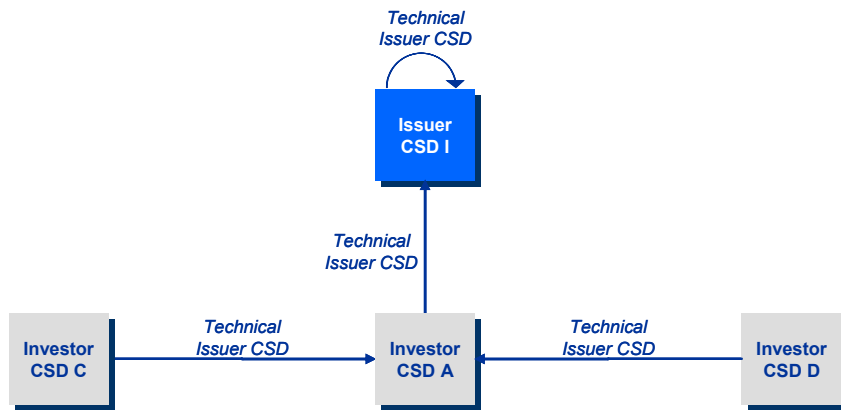 Technical
Issuer CSD
Issuer
CSD I
Technical
Issuer CSD
Investor
CSD C
Technical
Issuer CSD
Investor
CSD A
Technical
Issuer CSD
Investor
CSD D